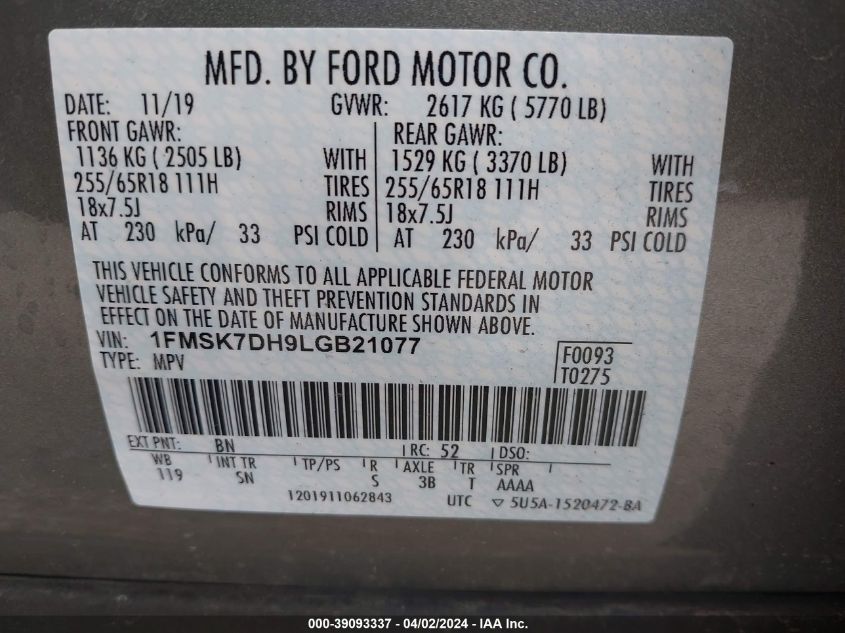 MFD. BY FORD MOTOR CO.
DATE: 11/19 GVWR: 2617 KG ( 5770 LB)
FRONT GAWR: REAR GAWR:
1136 KG ( 2505 LB) WITH 1529 KG ( 3370 LB) WITH
255/65R18 111H TIRES 255/65R18 111H TIRES
18x7.5J RIMS 18x7.5J RIMS
AT 230 kPa/ 33 PSI COLD AT 230 kPa/ 33 PSI COLD
THIS VEHICLE CONFORMS TO ALL APPLICABLE FEDERAL MOTOR
VEHICLE SAFETY AND THEFT PREVENTION STANDARDS IN
EFFECT ON THE DATE OF MANUFACTURE SHOWN ABOVE.
VIN: 1FMSK7DH9LGB21077
TYPE: MPV
F0093
T0275
EXT PNT: BN RC: 52 DSO:
WB INT TR TP/PS R AXLE TR SPR
119 SN S 3B T AAAA
1201911062843 UTC ▽ 5U5A-1520472-BA
000-39093337 - 04/02/2024 - IAA Inc.